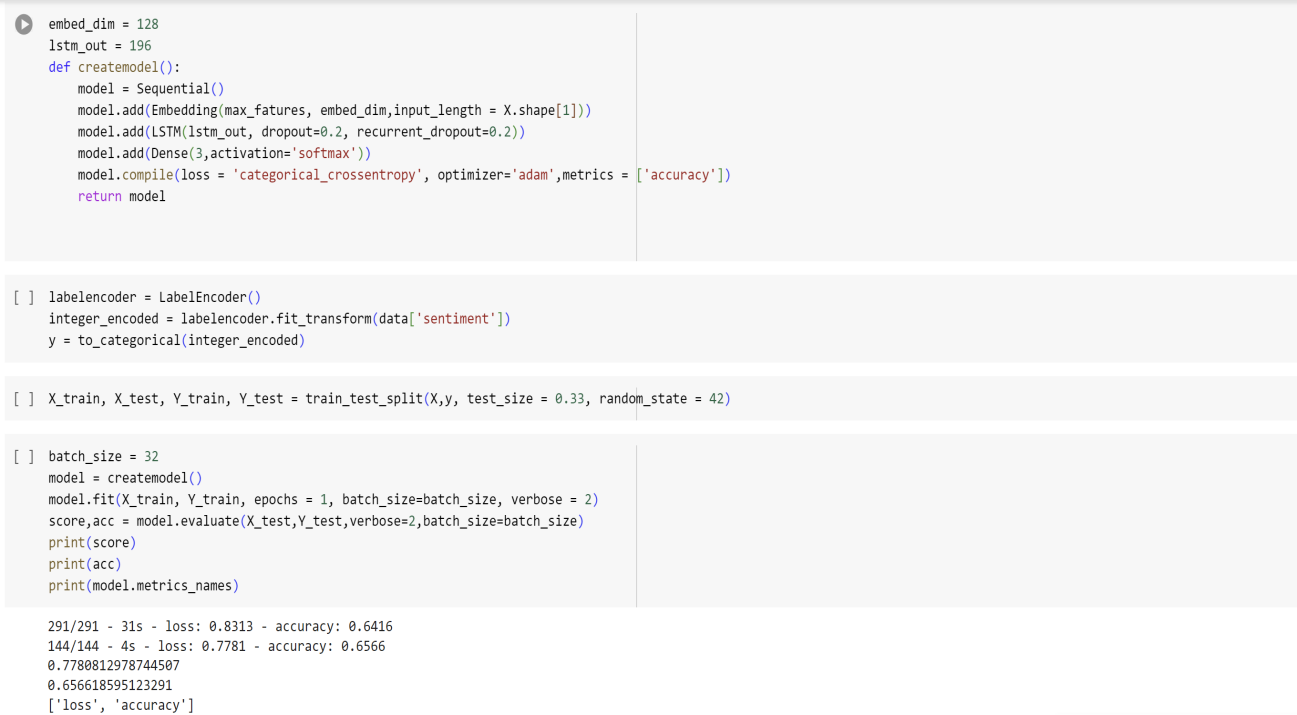 embed_dim = 128
lstm_out = 196
def createmodel():
    model = Sequential()
    model.add(Embedding(max_fatures, embed_dim,input_length = X.shape[1]))
    model.add(LSTM(lstm_out, dropout=0.2, recurrent_dropout=0.2))
    model.add(Dense(3,activation='softmax'))
    model.compile(loss = 'categorical_crossentropy', optimizer='adam',metrics = ['accuracy'])
    return model
[ ] labelencoder = LabelEncoder()
integer_encoded = labelencoder.fit_transform(data['sentiment'])
y = to_categorical(integer_encoded)
[ ] X_train, X_test, Y_train, Y_test = train_test_split(X,y, test_size = 0.33, random_state = 42)
[ ] batch_size = 32
model = createmodel()
model.fit(X_train, Y_train, epochs = 1, batch_size=batch_size, verbose = 2)
score,acc = model.evaluate(X_test,Y_test,verbose=2,batch_size=batch_size)
print(score)
print(acc)
print(model.metrics_names)
291/291 - 31s - loss: 0.8313 - accuracy: 0.6416
144/144 - 4s - loss: 0.7781 - accuracy: 0.6566
0.7780812978744507
0.656618595123291
['loss', 'accuracy']